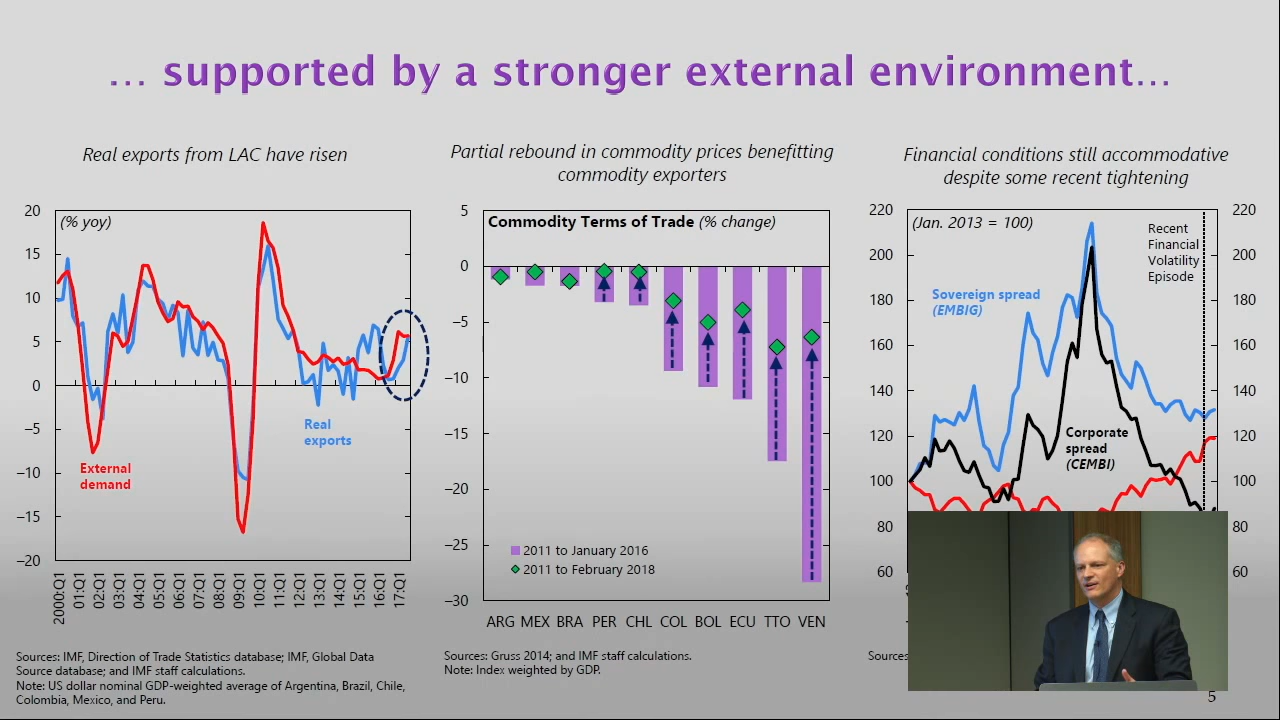 ... supported by a stronger external environment...
Real exports from LAC have risen
(% yoy)
20
15
10
5
0
−5
−10
−15
−20
External
demand
Real
exports
2000:Q1
01:Q1
02:Q1
03:Q1
04:Q1
05:Q1
06:Q1
07:Q1
08:Q1
09:Q1
10:Q1
11:Q1
12:Q1
13:Q1
14:Q1
15:Q1
16:Q1
17:Q1
Sources: IMF, Direction of Trade Statistics database; IMF, Global Data
Source database; and IMF staff calculations.
Note: US dollar nominal GDP-weighted average of Argentina, Brazil, Chile,
Colombia, Mexico, and Peru.
Partial rebound in commodity prices benefitting
commodity exporters
Commodity Terms of Trade (% change)
5
0
−5
−10
−15
−20
−25
−30
2011 to January 2016
2011 to February 2018
ARG MEX BRA PER CHL COL BOL ECU TTO VEN
Sources: Gruss 2014; and IMF staff calculations.
Note: Index weighted by GDP.
Financial conditions still accommodative
despite some recent tightening
(Jan. 2013 = 100)
220
200
180
160
140
120
100
80
60
Recent
Financial
Volatility
Episode
Sovereign spread
(EMBIG)
Corporate
spread
(CEMBI)
220
200
180
160
140
120
100
80
60
Sources
5